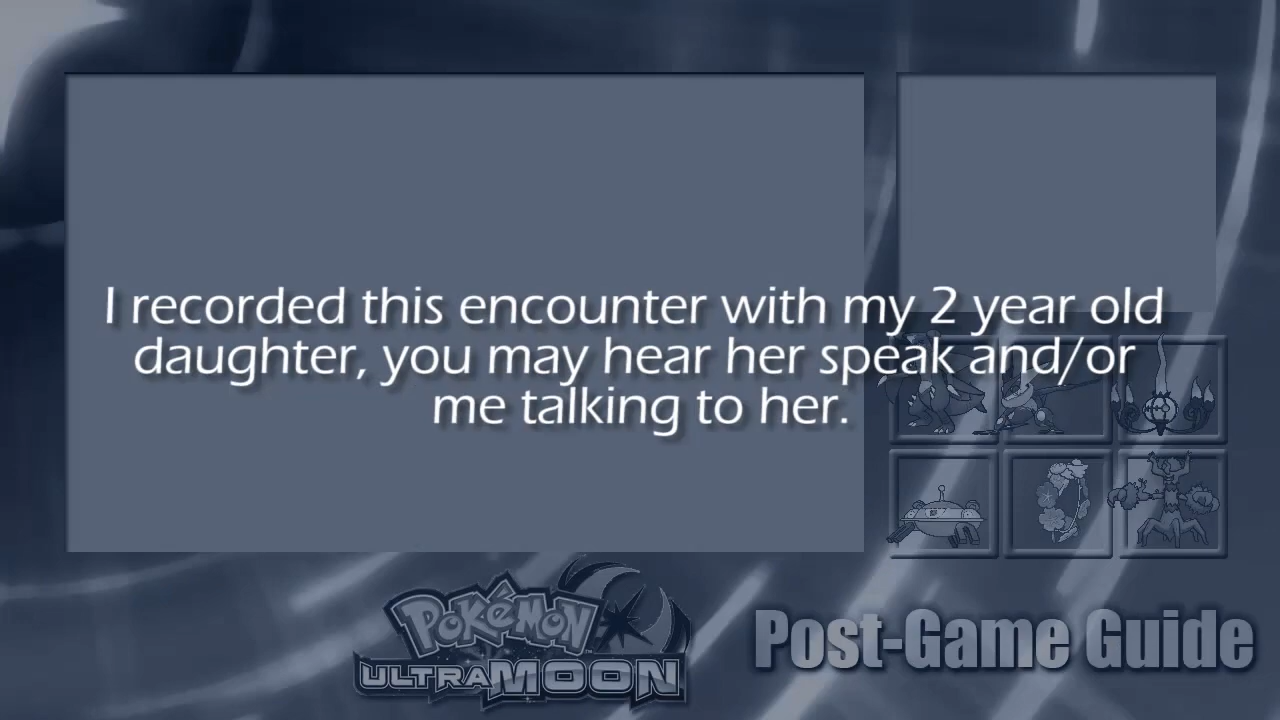 I recorded this encounter with my 2 year old
daughter, you may hear her speak and/or
me talking to her.
POKéMON
ULTRA MOON
Post-Game Guide